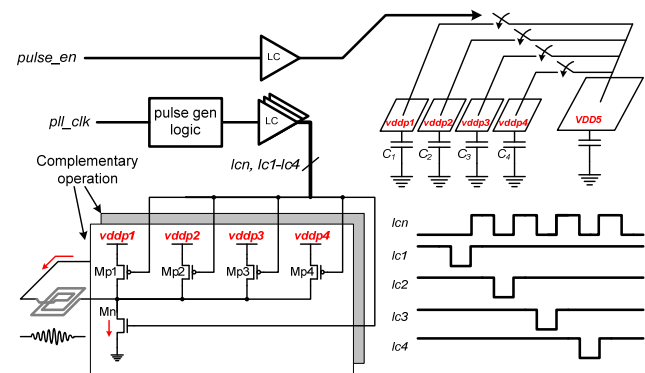 pulse_en
LC
pll_clk
pulse gen
logic
LC
lcn, lc1-lc4
vddp1 vddp2 vddp3 vddp4
VDD5
C1 C2 C3 C4
Complementary
operation
vddp1 vddp2 vddp3 vddp4
Mp1 Mp2 Mp3 Mp4
Mn
lcn
lc1
lc2
lc3
lc4